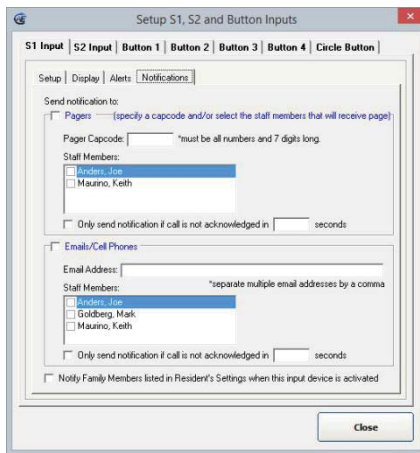 Setup S1, S2 and Button Inputs
S1 Input S2 Input Button 1 Button 2 Button 3 Button 4 Circle Button
Setup Display Alerts Notifications
Send notification to:
Pagers (specify a capcode and/or select the staff members that will receive page)
Pager Capcode: *must be all numbers and 7 digits long.
Staff Members:
Anders, Joe
Maurino, Keith
Only send notification if call is not acknowledged in seconds
Emails/Cell Phones
Email Address:
*separate multiple email addresses by a comma
Staff Members:
Anders, Joe
Goldberg, Mark
Maurino, Keith
Only send notification if call is not acknowledged in seconds
Notify Family Members listed in Resident's Settings when this input device is activated
Close